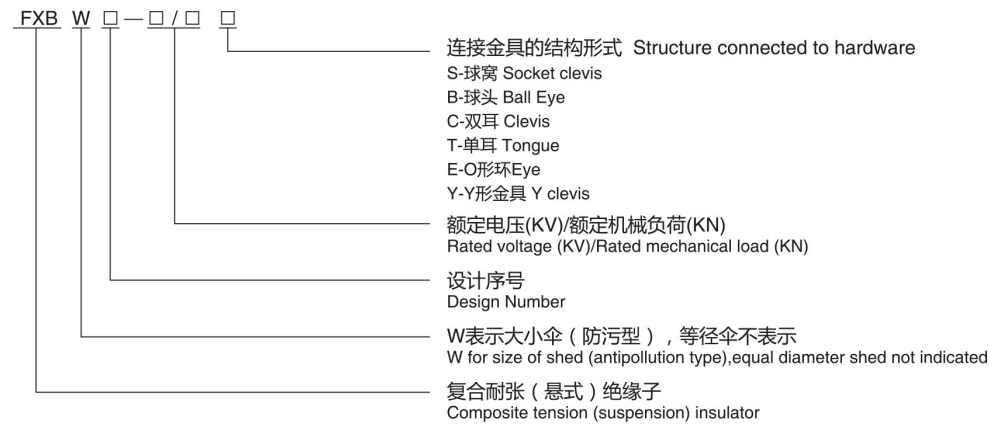 FXB W □—□/□ □
连接金具的结构形式 Structure connected to hardware
S-球窝 Socket clevis
B-球头 Ball Eye
C-双耳 Clevis
T-单耳 Tongue
E-O形环Eye
Y-Y形金具 Y clevis
额定电压(KV)/额定机械负荷(KN)
Rated voltage (KV)/Rated mechanical load (KN)
设计序号
Design Number
W表示大小伞（防污型），等径伞不表示
W for size of shed (antipollution type),equal diameter shed not indicated
复合耐张（悬式）绝缘子
Composite tension (suspension) insulator